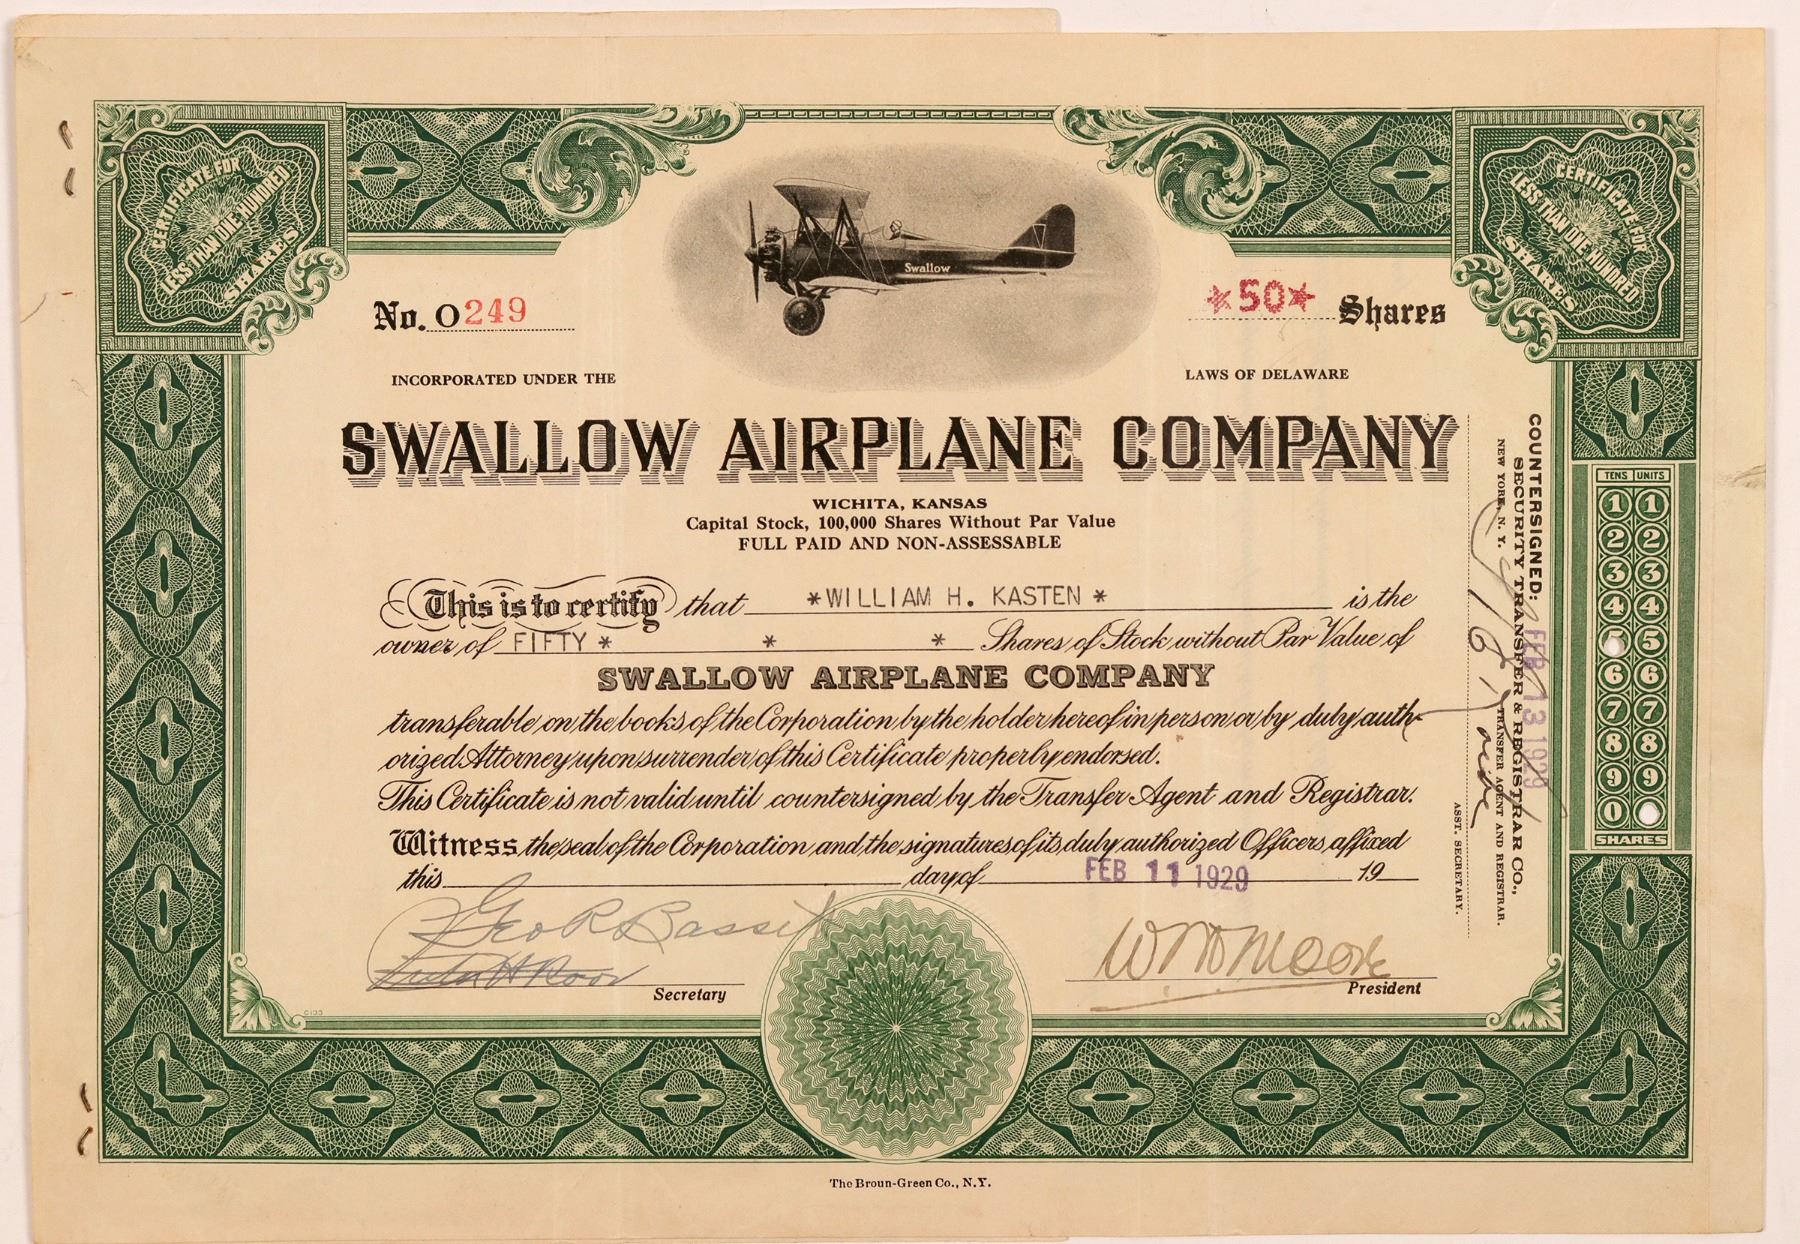 CERTIFICATE FOR
LESS THAN ONE HUNDRED
SHARES
CERTIFICATE FOR
LESS THAN ONE HUNDRED
SHARES
Swallow
No. O249
*50* Shares
INCORPORATED UNDER THE
LAWS OF DELAWARE
SWALLOW AIRPLANE COMPANY
WICHITA, KANSAS
Capital Stock, 100,000 Shares Without Par Value
FULL PAID AND NON-ASSESSABLE
This is to certify that *WILLIAM H. KASTEN * is the
owner of FIFTY * * * Shares of Stock without Par Value of
SWALLOW AIRPLANE COMPANY
transferable on the books of the Corporation by the holder hereof in person or by duly auth-
orized Attorney upon surrender of this Certificate properly endorsed.
This Certificate is not valid until countersigned by the Transfer Agent and Registrar.
Witness the seal of the Corporation and the signatures of its duly authorized Officers affixed
this day of FEB 11 1929 19
Geo R Bassett
Secretary
W M Moore
President
COUNTERSIGNED:
SECURITY TRANSFER & REGISTRAR CO.,
NEW YORK, N. Y. TRANSFER AGENT AND REGISTRAR.
FEB 13 1929
ASST. SECRETARY.
TENS UNITS
1 1
2 2
3 3
4 4
5
6 6
7 7
8 8
9 9
0
SHARES
C133
The Broun-Green Co., N.Y.